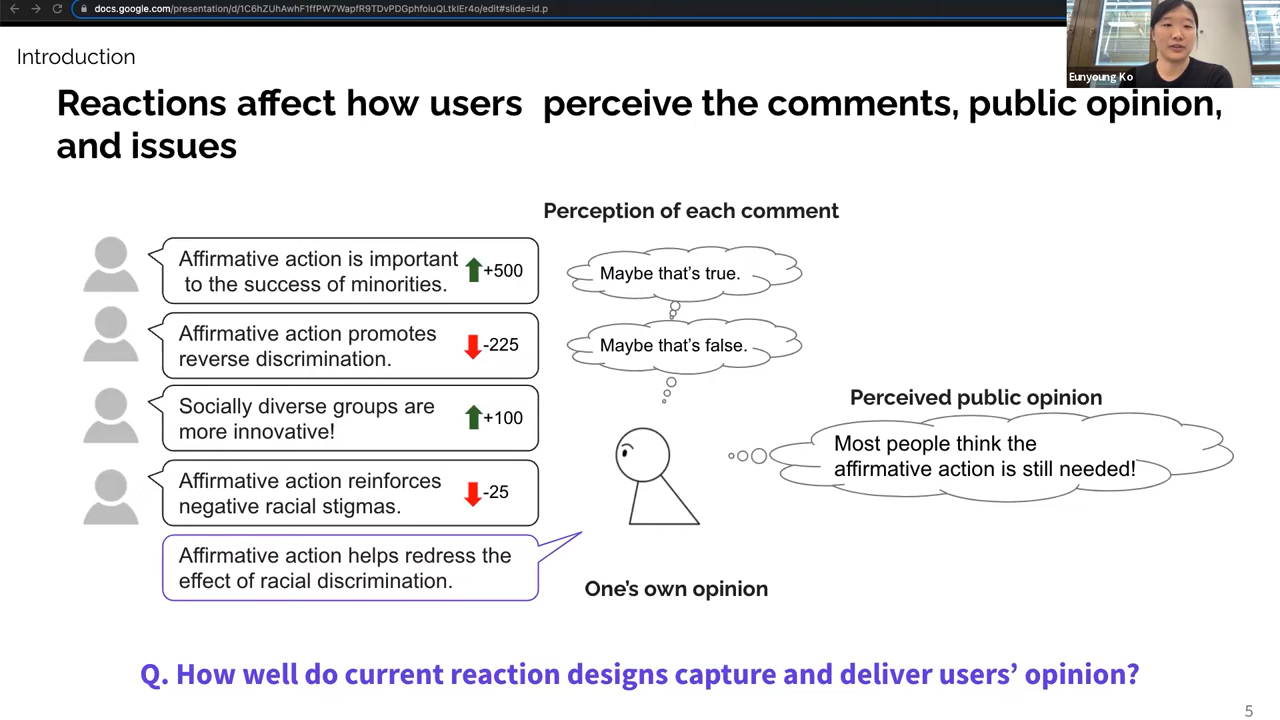 docs.google.com/presentation/d/1C6hZUhAwhF1ffPW7WapfR9TDvPDGphfoiuQLtkIEr4o/edit#slide=id.p
Eunyoung Ko
Introduction
Reactions affect how users perceive the comments, public opinion,
and issues
Perception of each comment
Affirmative action is important
to the success of minorities.
+500
Maybe that's true.
Affirmative action promotes
reverse discrimination.
-225
Maybe that's false.
Socially diverse groups are
more innovative!
+100
Perceived public opinion
Most people think the
affirmative action is still needed!
Affirmative action reinforces
negative racial stigmas.
-25
Affirmative action helps redress the
effect of racial discrimination.
One's own opinion
Q. How well do current reaction designs capture and deliver users' opinion?
5